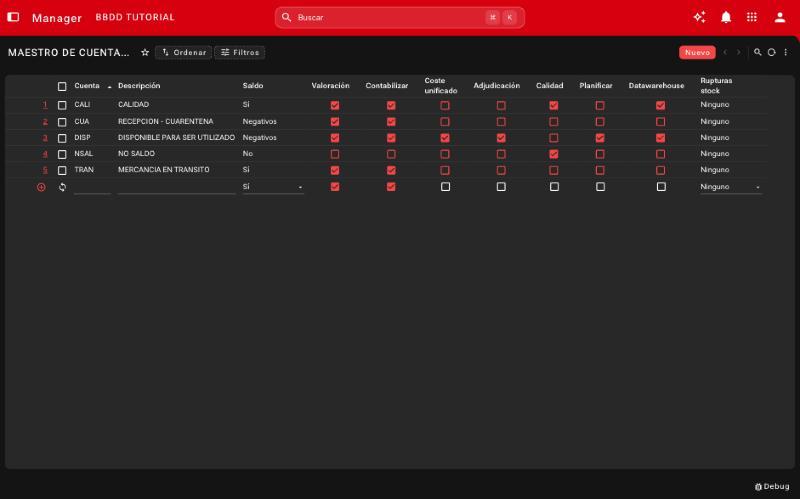 Manager BBDD TUTORIAL Buscar ⌘ K
MAESTRO DE CUENTA... Ordenar Filtros Nuevo
Cuenta Descripción Saldo Valoración Contabilizar Coste unificado Adjudicación Calidad Planificar Datawarehouse Rupturas stock
1 CALI CALIDAD Sí Ninguno
2 CUA RECEPCION - CUARENTENA Negativos Ninguno
3 DISP DISPONIBLE PARA SER UTILIZADO Negativos Ninguno
4 NSAL NO SALDO No Ninguno
5 TRAN MERCANCIA EN TRANSITO Sí Ninguno
Sí Ninguno
Debug